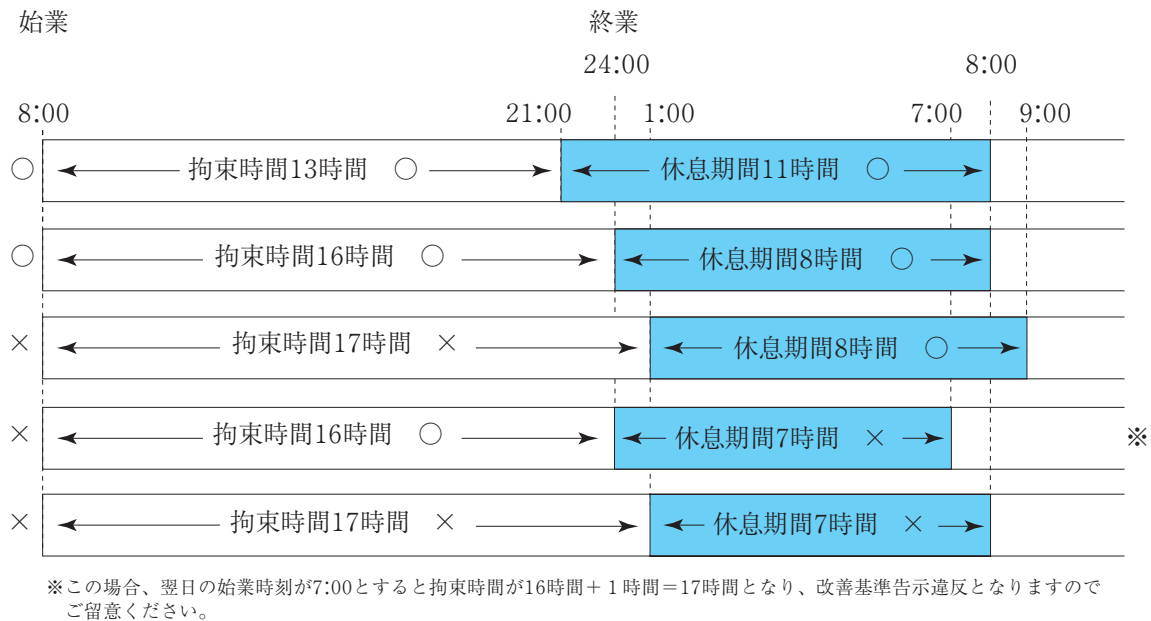 始業 終業
24:00 8:00
8:00 21:00 1:00 7:00 9:00
○ 拘束時間13時間 ○ 休息期間11時間 ○
○ 拘束時間16時間 ○ 休息期間8時間 ○
× 拘束時間17時間 × 休息期間8時間 ○
× 拘束時間16時間 ○ 休息期間7時間 × ※
× 拘束時間17時間 × 休息期間7時間 ×
※この場合、翌日の始業時刻が7:00とすると拘束時間が16時間+1時間=17時間となり、改善基準告示違反となりますので
ご留意ください。